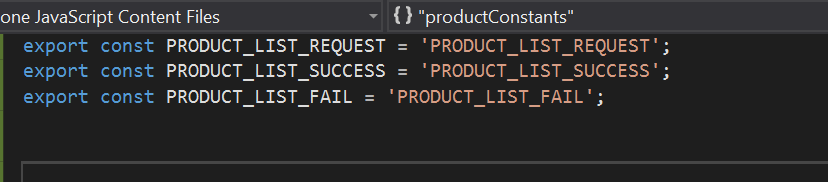 one JavaScript Content Files
{} "productConstants"
export const PRODUCT_LIST_REQUEST = 'PRODUCT_LIST_REQUEST';
export const PRODUCT_LIST_SUCCESS = 'PRODUCT_LIST_SUCCESS';
export const PRODUCT_LIST_FAIL = 'PRODUCT_LIST_FAIL';